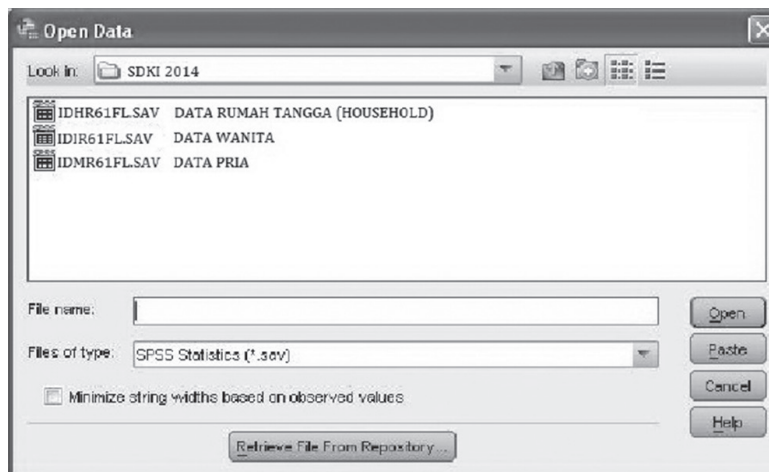 Open Data
Look in: SDKI 2014
IDHR61FL.SAV DATA RUMAH TANGGA (HOUSEHOLD)
IDIR61FL.SAV DATA WANITA
IDMR61FL.SAV DATA PRIA
File name:
Open
Files of type: SPSS Statistics (*.sav)
Paste
Minimize string widths based on observed values
Cancel
Help
Retrieve File From Repository...